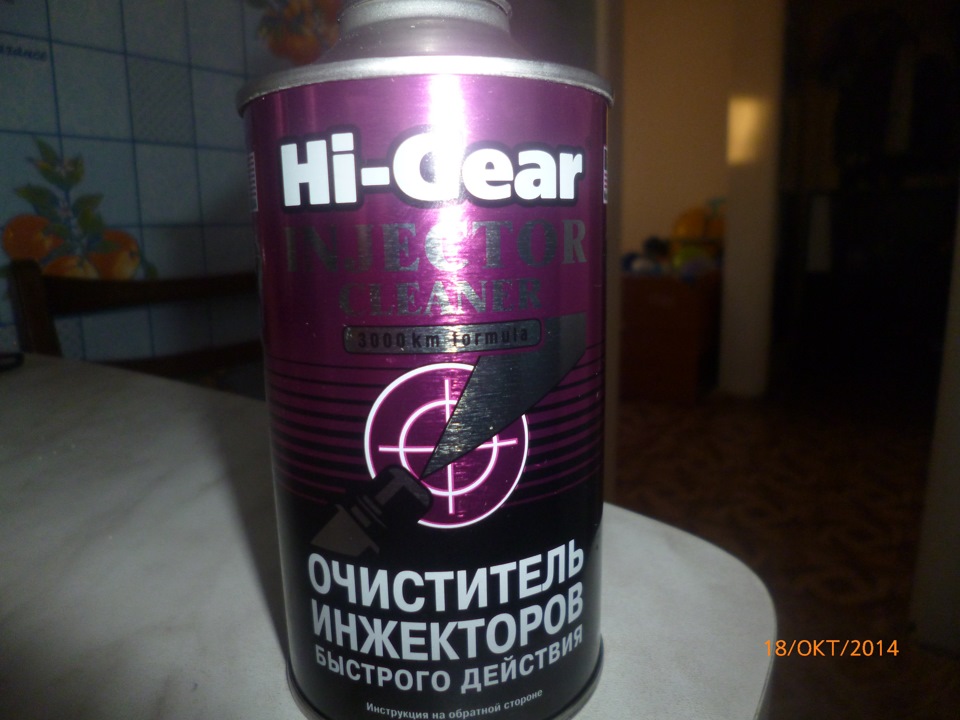 Hi-Gear
INJECTOR
CLEANER
3000 km formula
ОЧИСТИТЕЛЬ
ИНЖЕКТОРОВ
БЫСТРОГО ДЕЙСТВИЯ
Инструкция на обратной стороне
18/ОКТ/2014